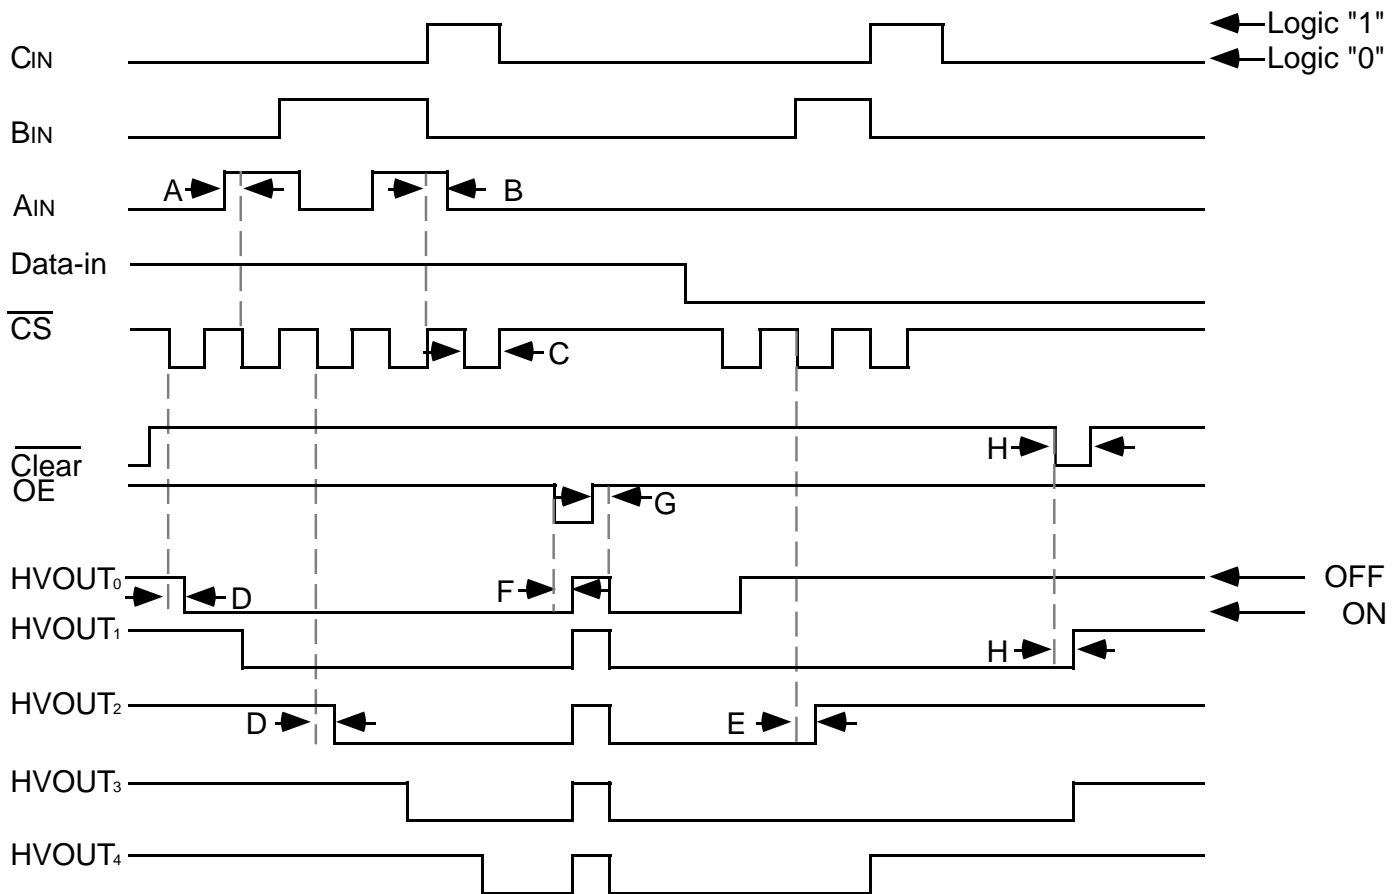 Logic "1"
CIN
Logic "0"
BIN
A
B
AIN
Data-in
CS
C
H
Clear
OE
G
HVOUT0
F
OFF
D
ON
HVOUT1
H
HVOUT2
D
E
HVOUT3
HVOUT4